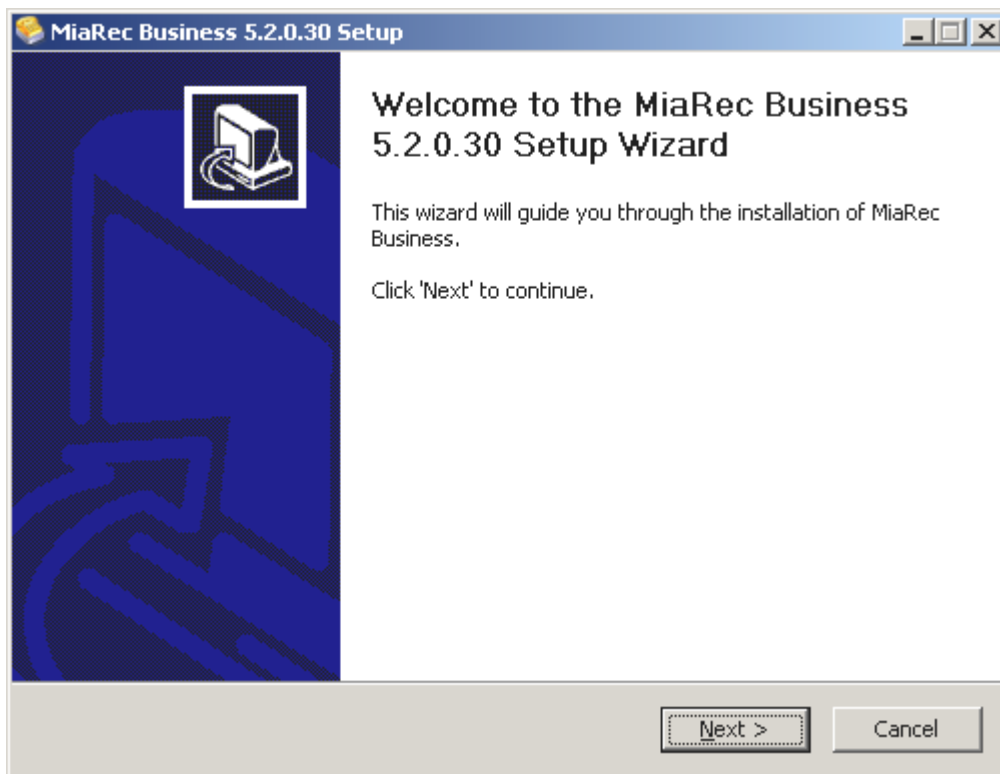 MiaRec Business 5.2.0.30 Setup
Welcome to the MiaRec Business
5.2.0.30 Setup Wizard
This wizard will guide you through the installation of MiaRec
Business.
Click 'Next' to continue.
Next >
Cancel